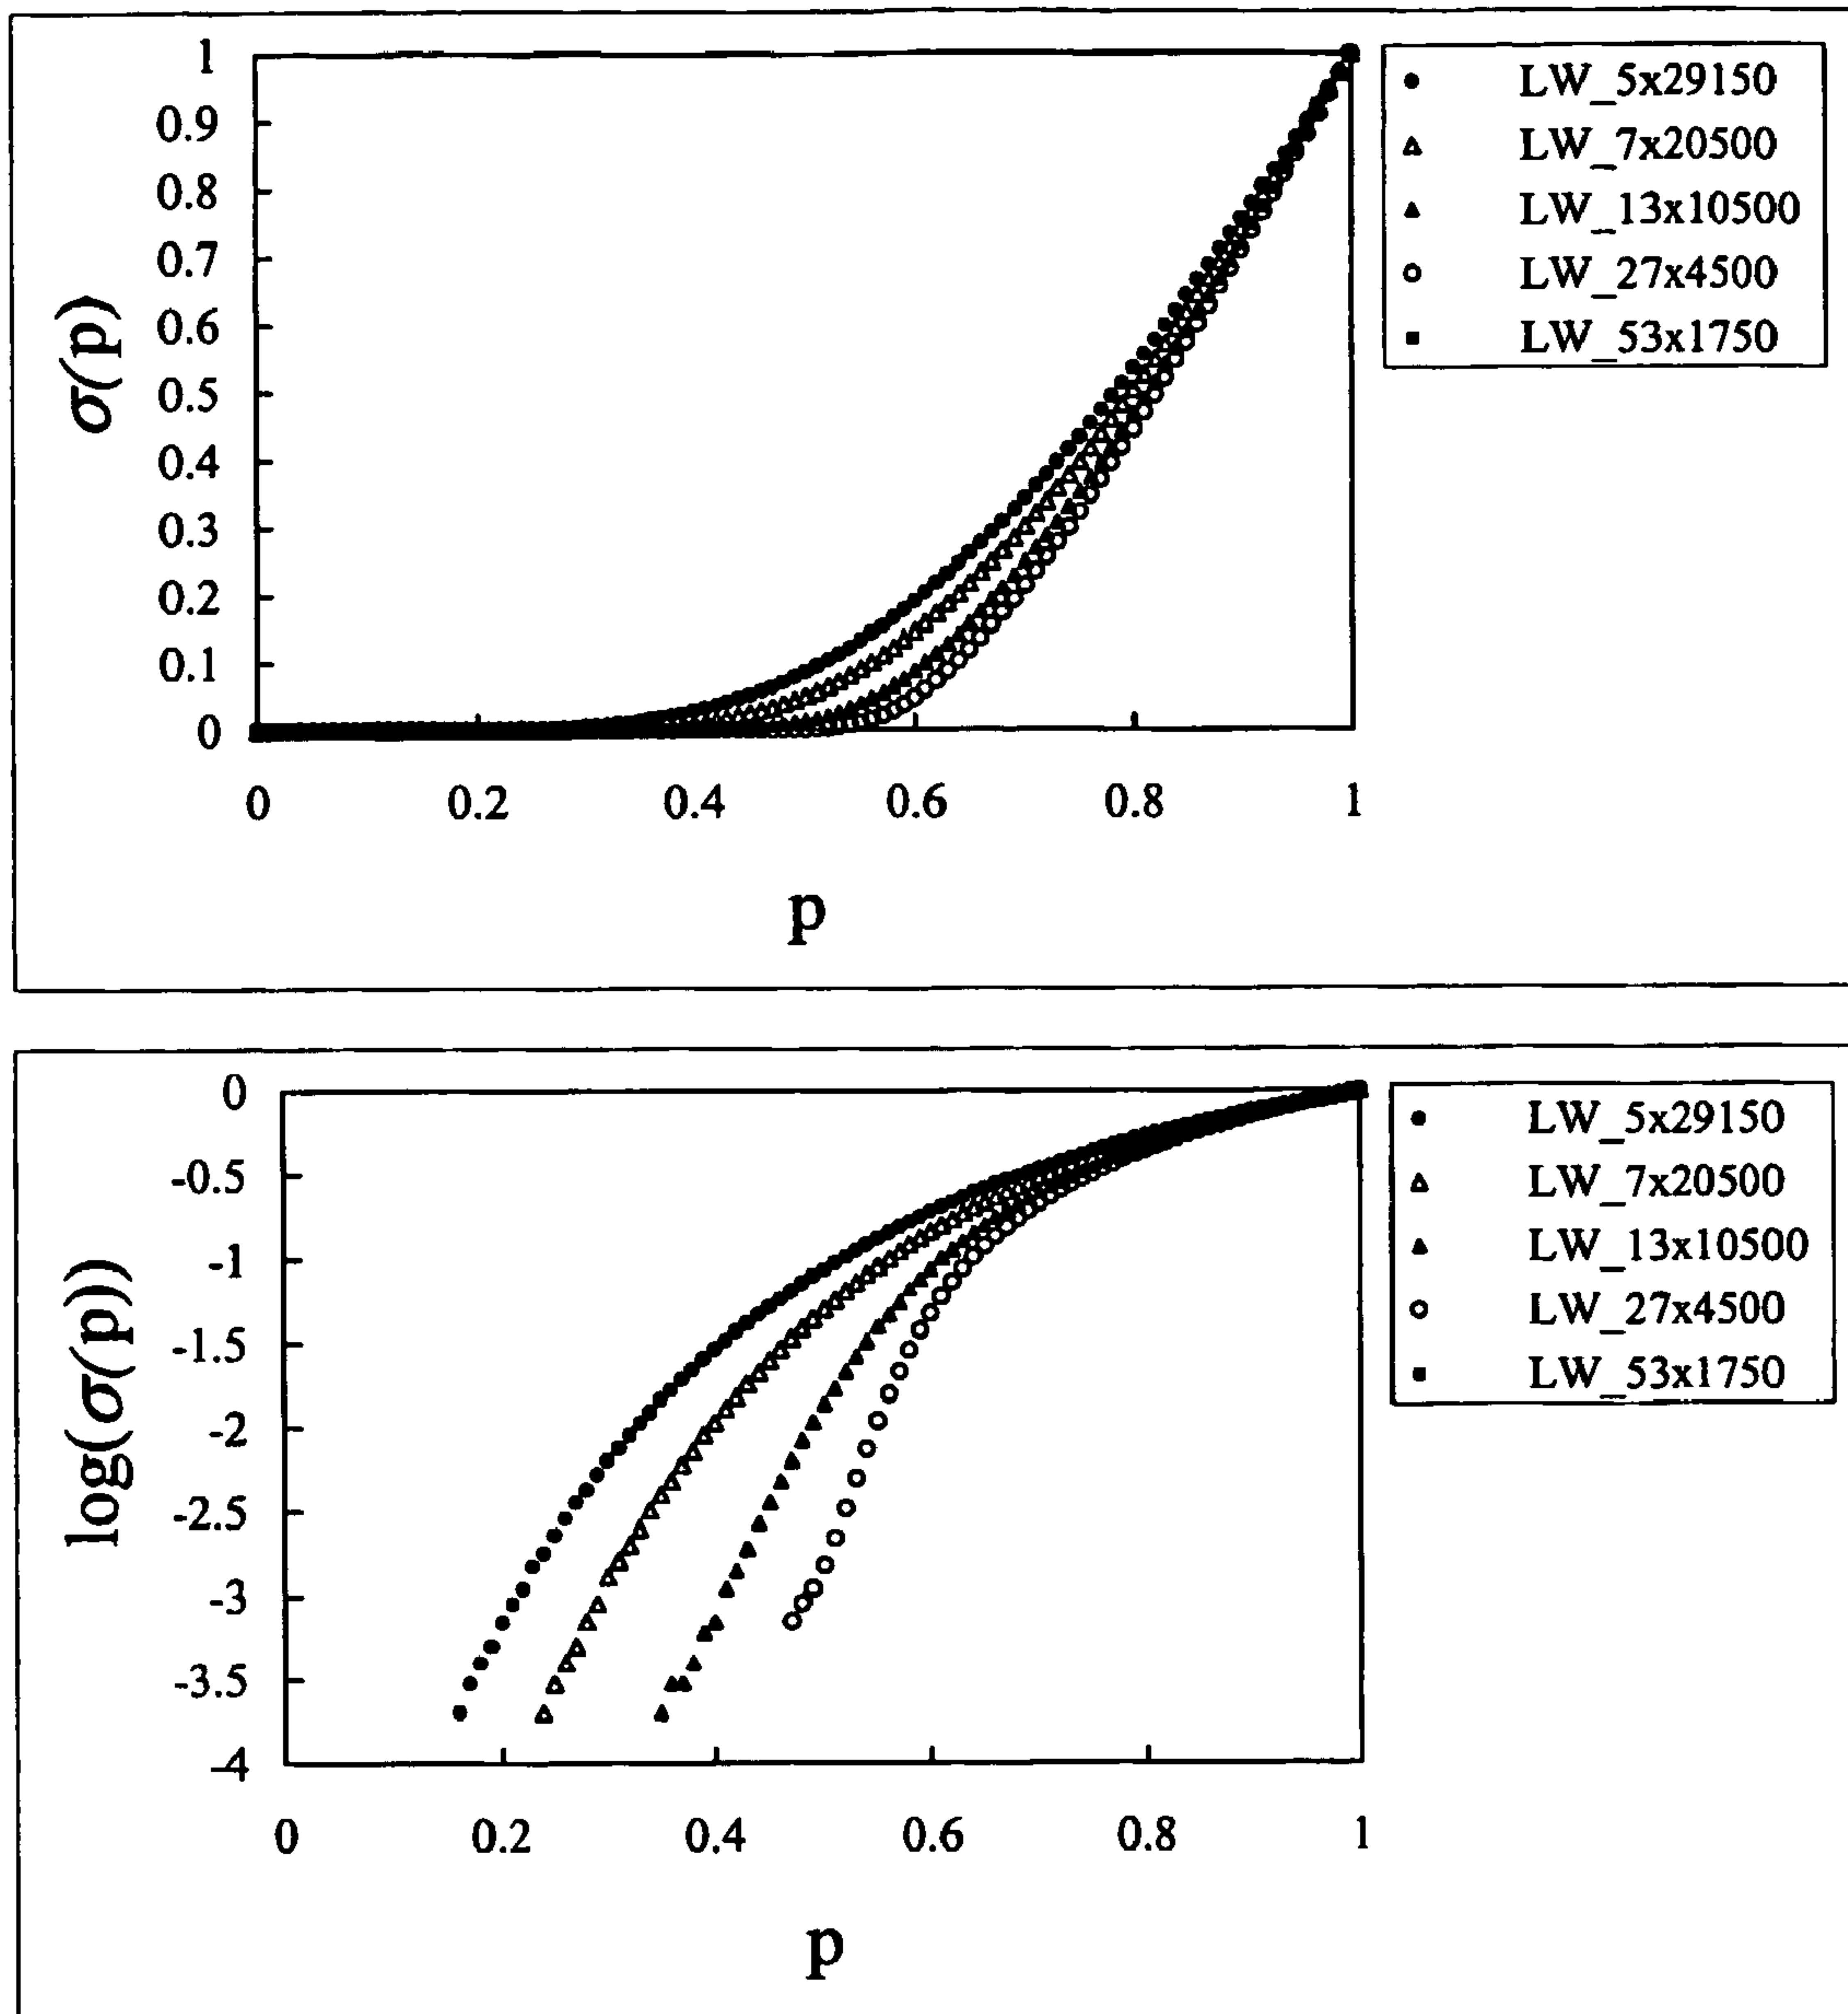 1
0.9
0.8
0.7
0.6
0.5
0.4
0.3
0.2
0.1
0
σ(p)
0 0.2 0.4 0.6 0.8 1
p
LW_5x29150
LW_7x20500
LW_13x10500
LW_27x4500
LW_53x1750
0
-0.5
-1
-1.5
-2
-2.5
-3
-3.5
-4
log(σ(p))
0 0.2 0.4 0.6 0.8 1
p
LW_5x29150
LW_7x20500
LW_13x10500
LW_27x4500
LW_53x1750